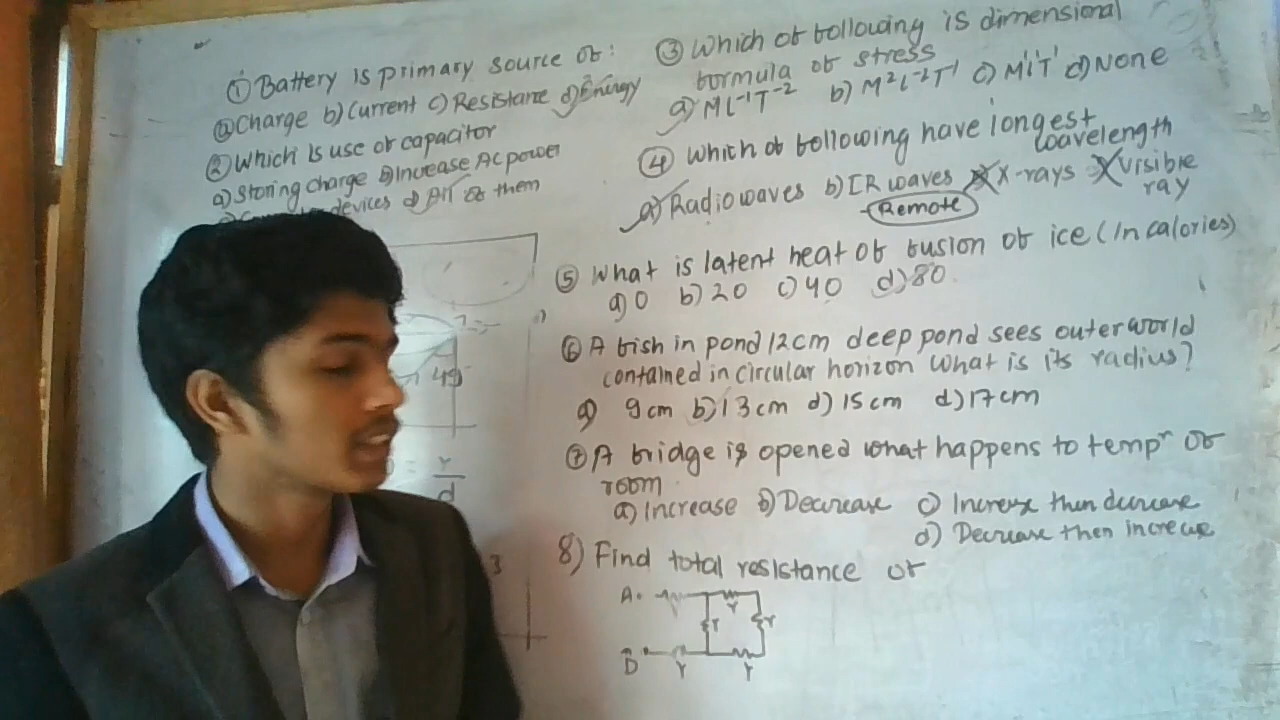 ① Battery is primary source of:
a) Charge b) Current c) Resistance d) Energy
② Which is use of capacitor
a) Storing charge b) Increase AC power
devices d) All of them
③ Which of following is dimensional
formula of stress
a) ML⁻¹T⁻² b) M²L⁻²T¹ c) M¹L¹T¹ d) None
④ Which of following have longest
wavelength
a) Radiowaves b) IR waves X-rays visible
ray
Remote
⑤ What is latent heat of fusion of ice (In calories)
a) 0 b) 20 c) 40 d) 80
⑥ A fish in pond 12cm deep pond sees outerworld
contained in circular horizon what is its radius?
a) 9cm b) 13cm d) 15cm d) 17cm
⑦ A fridge is opened what happens to tempʳ of
room
a) Increase b) Decrease c) Increase then decrease
d) Decrease then increase
8) Find total resistance of
A r r
r
B r r
49
r
d
3